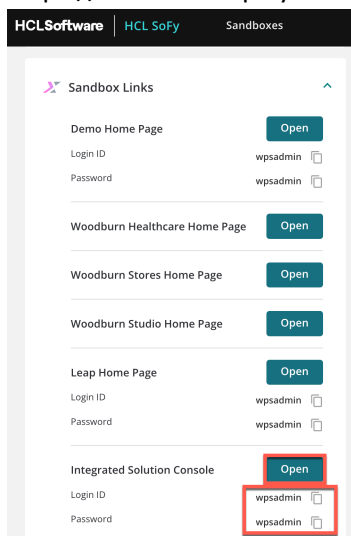 HCLSoftware HCL SoFy Sandboxes
Sandbox Links
Demo Home Page Open
Login ID wpsadmin
Password wpsadmin
Woodburn Healthcare Home Page Open
Woodburn Stores Home Page Open
Woodburn Studio Home Page Open
Leap Home Page Open
Login ID wpsadmin
Password wpsadmin
Integrated Solution Console Open
Login ID wpsadmin
Password wpsadmin